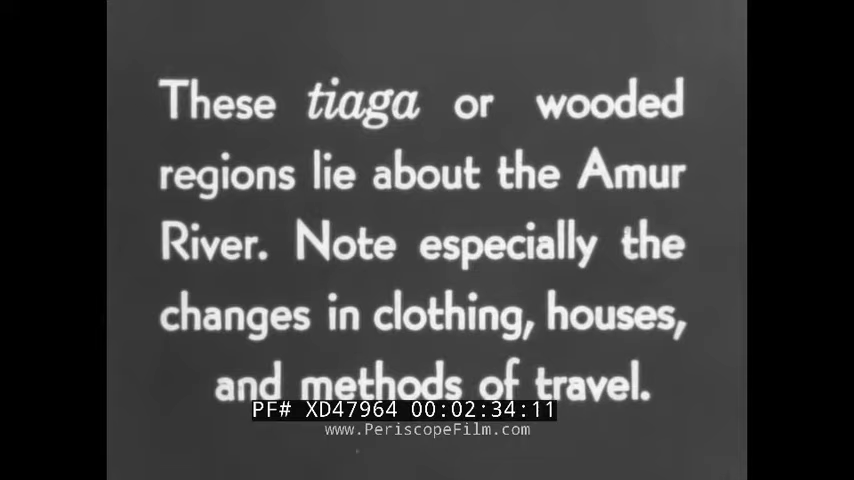 These tiaga or wooded
regions lie about the Amur
River. Note especially the
changes in clothing, houses,
and methods of travel.
PF# XD47964 00:02:34:11
www.PeriscopeFilm.com